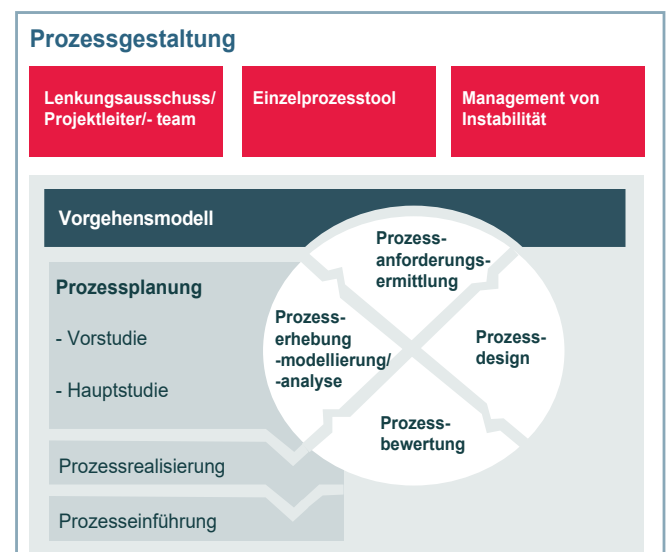 Prozessgestaltung
Lenkungsausschuss/
Projektleiter/- team
Einzelprozesstool
Management von
Instabilität
Vorgehensmodell
Prozess-
anforderungs-
ermittlung
Prozessplanung
- Vorstudie
- Hauptstudie
Prozess-
erhebung
-modellierung/
-analyse
Prozess-
design
Prozess-
bewertung
Prozessrealisierung
Prozesseinführung